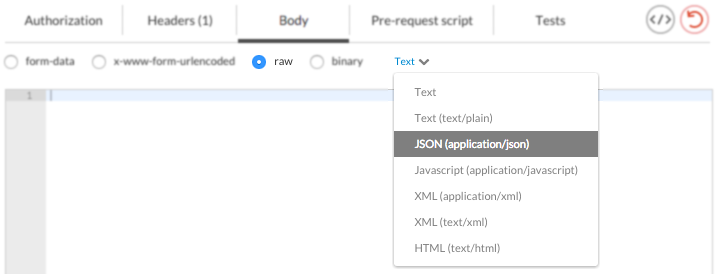 Authorization Headers (1) Body Pre-request script Tests </>
form-data x-www-form-urlencoded raw binary Text
1
Text
Text (text/plain)
JSON (application/json)
Javascript (application/javascript)
XML (application/xml)
XML (text/xml)
HTML (text/html)